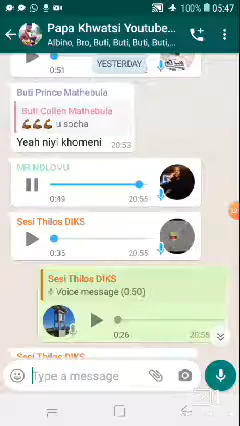 100% 05:47
Papa Khwatsi Youtube...
Albino, Bro, Buti, Buti, Buti, Buti,...
0:51
YESTERDAY
Buti Prince Mathebula
Buti Collen Mathebula
💪🏾💪🏾💪🏾💪🏾 u socha
Yeah niyi khomeni 20:53
MR NDLOVU
0:49 20:55
Sesi Thilos DIKS
0:35 20:55
Sesi Thilos DIKS
Voice message (0:50)
0:26 20:56
Sesi Thilos DIKS
Type a message